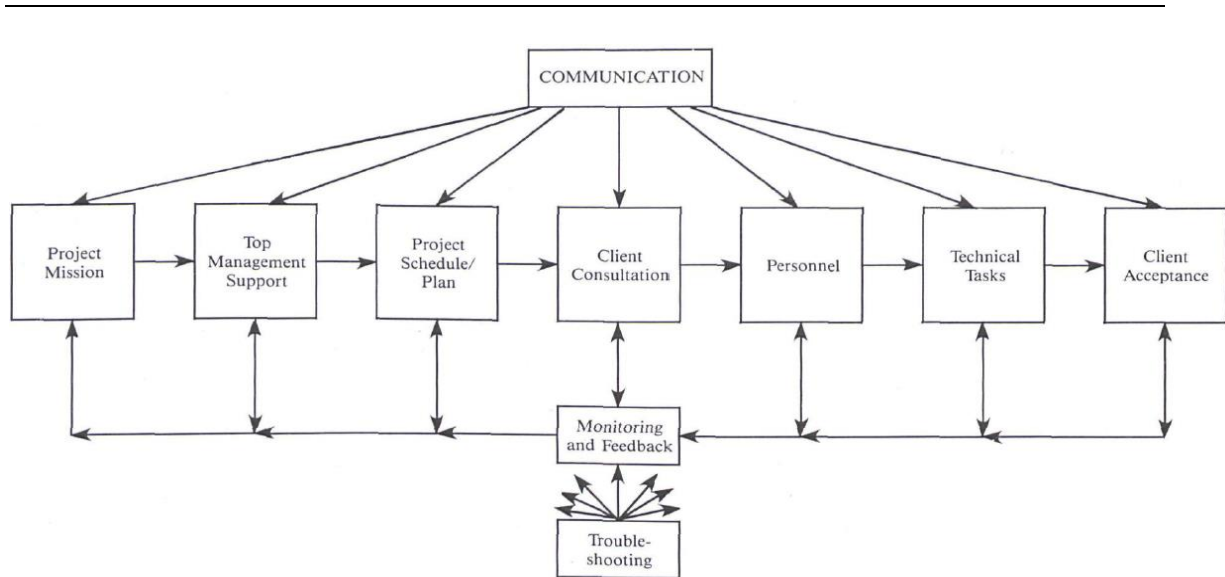 COMMUNICATION
Project
Mission
Top
Management
Support
Project
Schedule/
Plan
Client
Consultation
Personnel
Technical
Tasks
Client
Acceptance
Monitoring
and Feedback
Trouble-
shooting